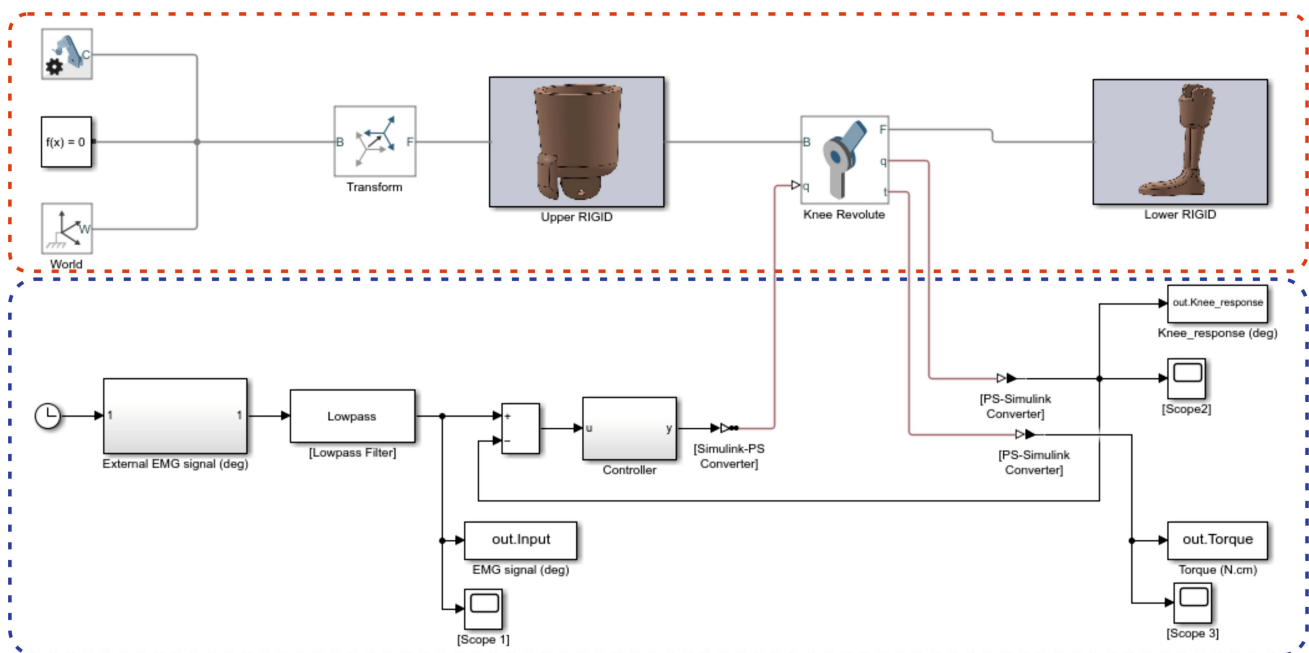 C
f(x) = 0
W
World
B
F
Transform
Upper RIGID
B
q
F
q
t
Knee Revolute
Lower RIGID
out.Knee_response
Knee_response (deg)
[Scope2]
[PS-Simulink
Converter]
[PS-Simulink
Converter]
1
1
External EMG signal (deg)
Lowpass
[Lowpass Filter]
+
−
u
y
Controller
[Simulink-PS
Converter]
out.Input
EMG signal (deg)
[Scope 1]
out.Torque
Torque (N.cm)
[Scope 3]